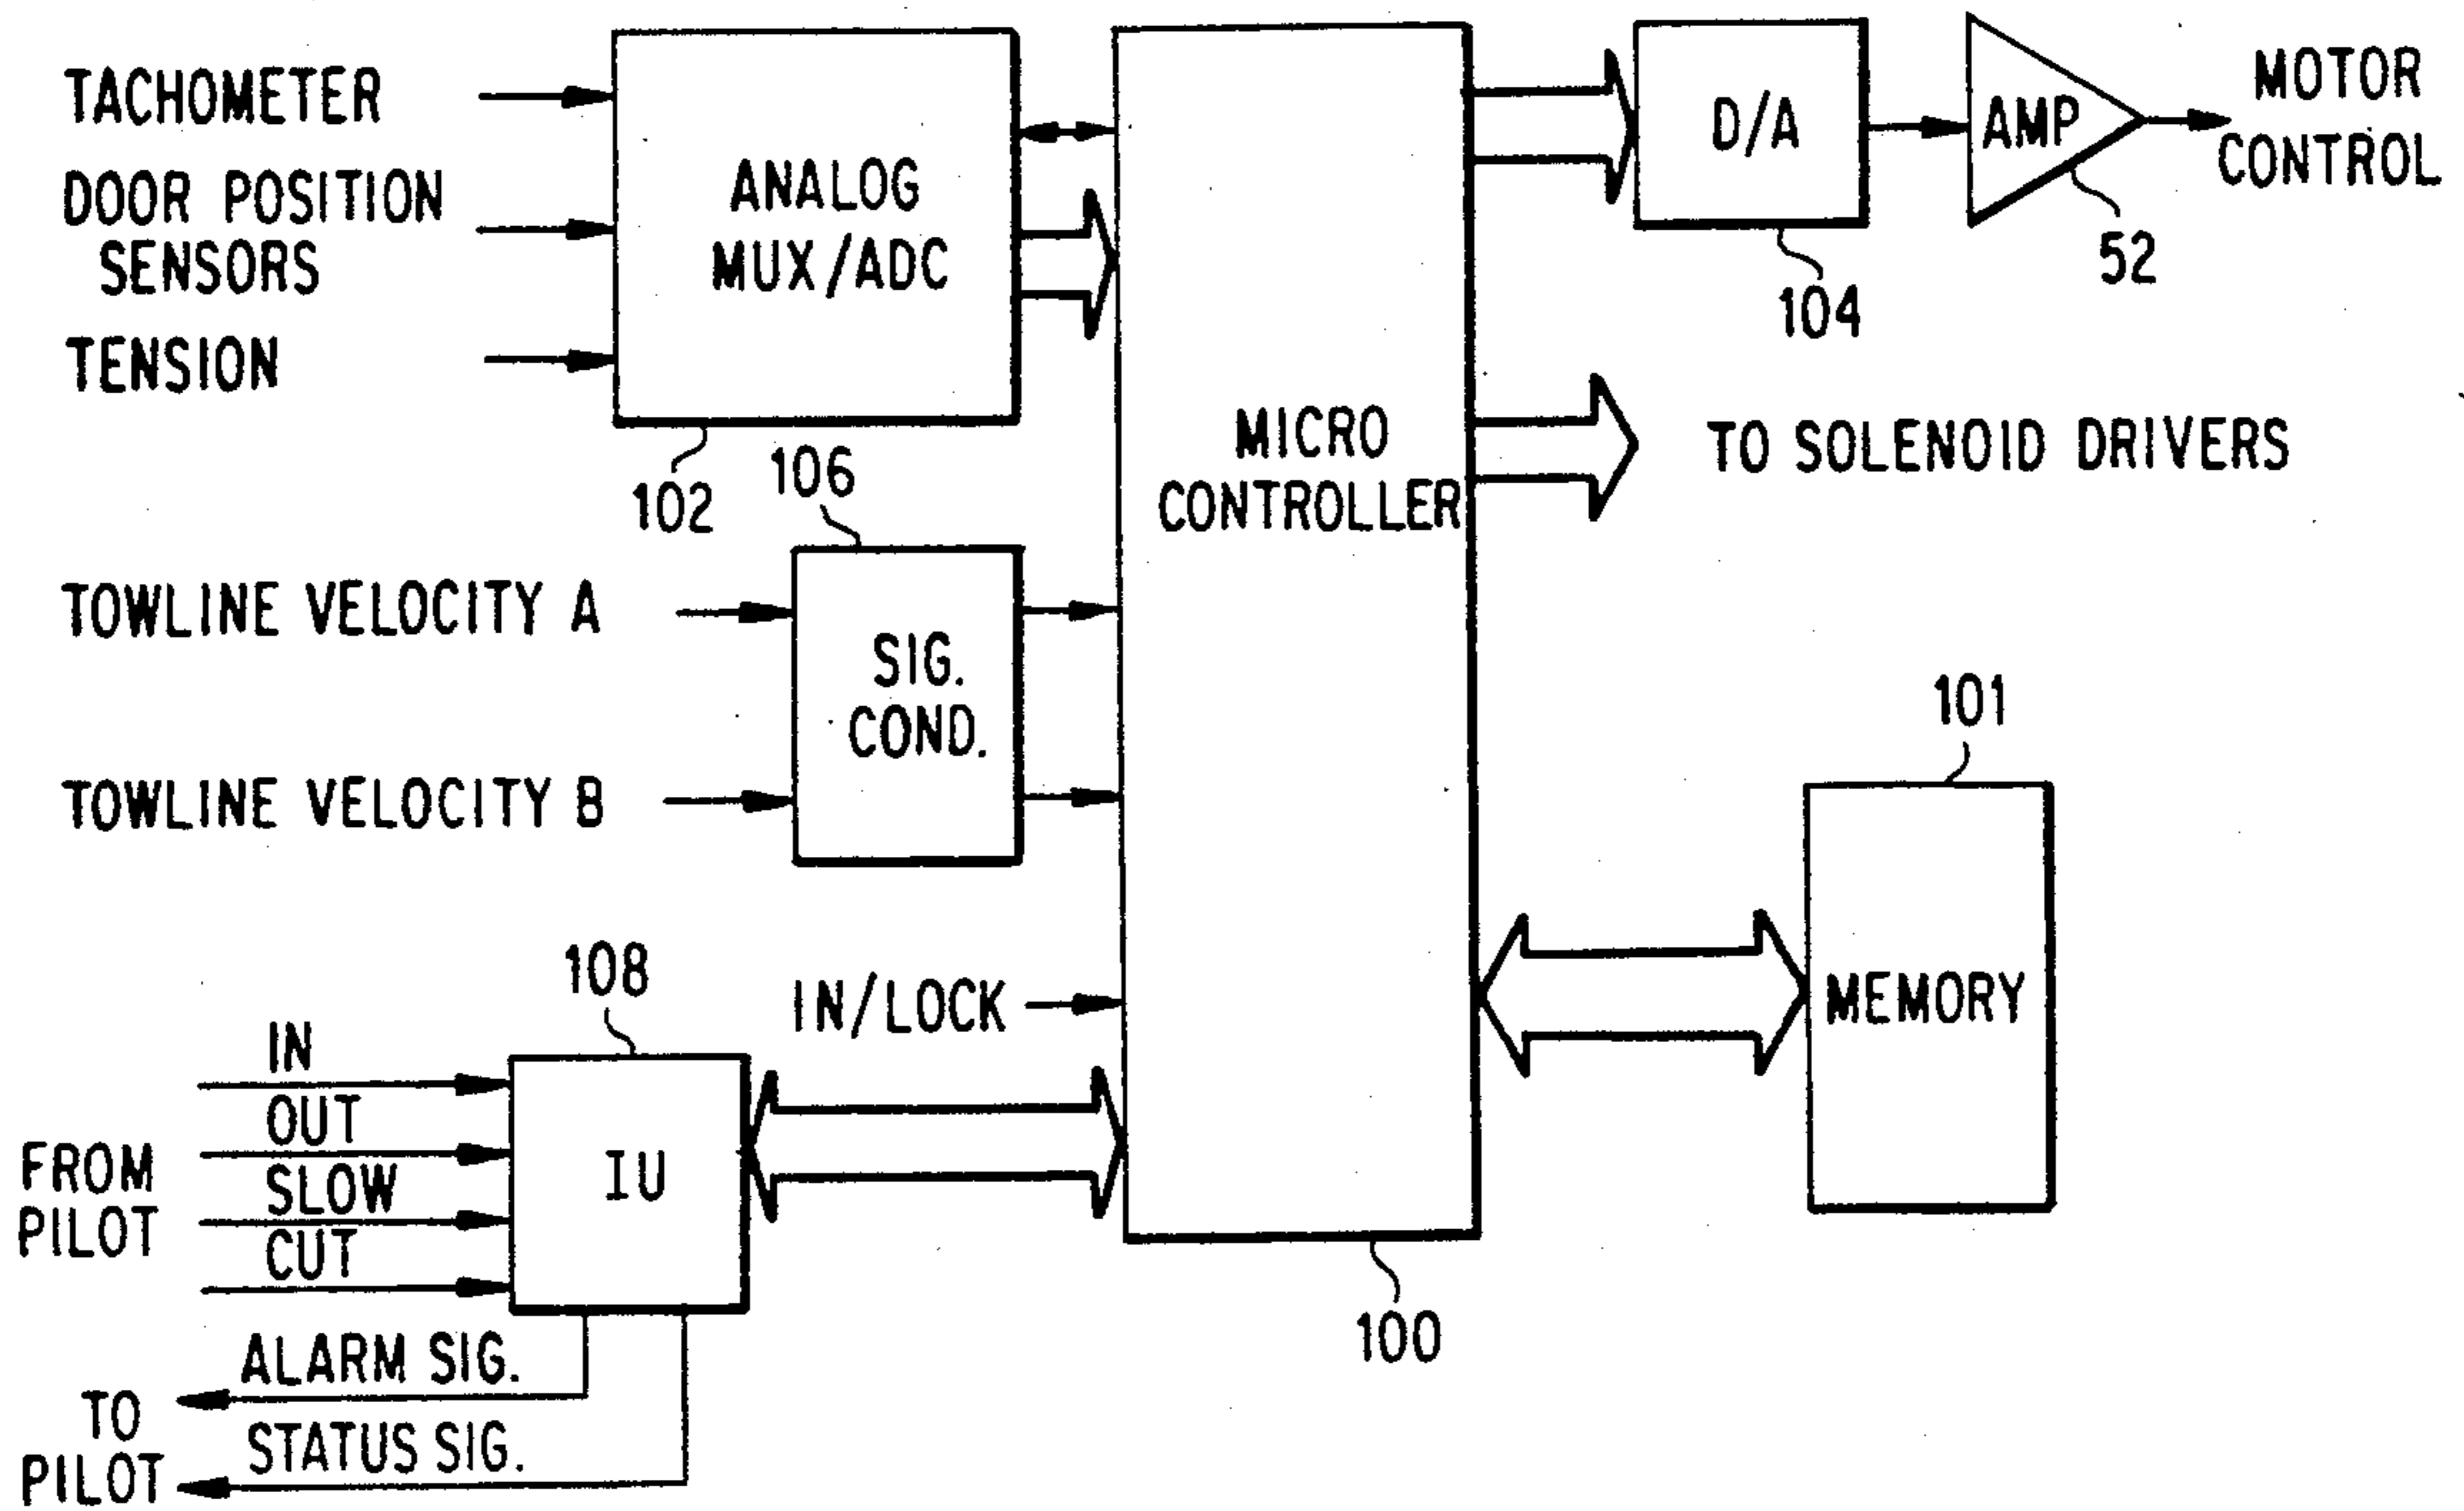 TACHOMETER
DOOR POSITION
SENSORS
TENSION
ANALOG
MUX/ADC
102
106
TOWLINE VELOCITY A
TOWLINE VELOCITY B
SIG.
COND.
IN/LOCK
108
FROM
PILOT
IN
OUT
SLOW
CUT
IU
TO
PILOT
ALARM SIG.
STATUS SIG.
MICRO
CONTROLLER
100
D/A
104
AMP
52
MOTOR
CONTROL
TO SOLENOID DRIVERS
101
MEMORY